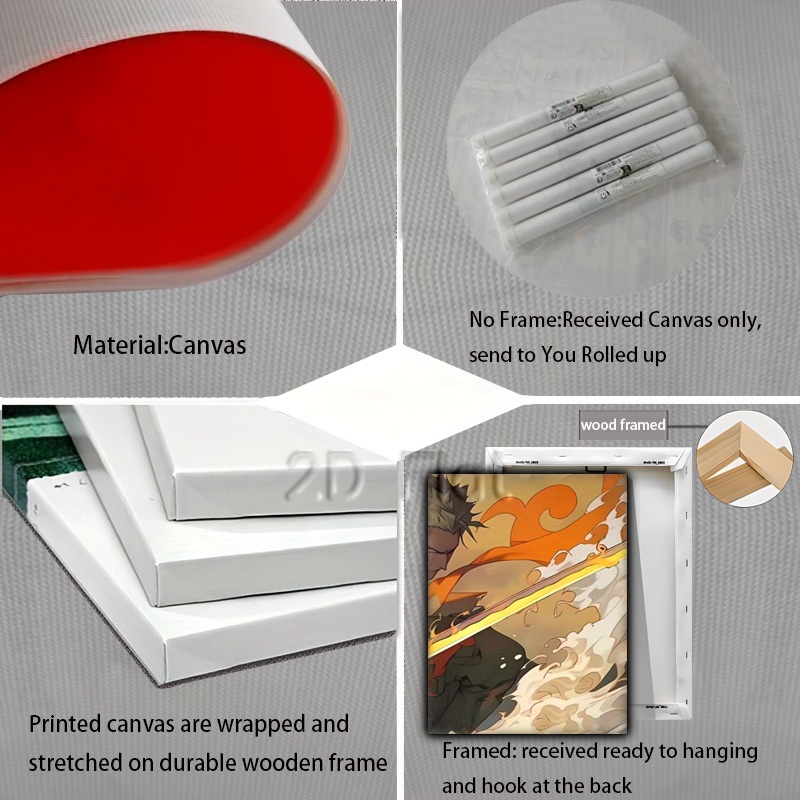 Material:Canvas
No Frame:Received Canvas only,
send to You Rolled up
wood framed
2D
Printed canvas are wrapped and
stretched on durable wooden frame
Framed: received ready to hanging
and hook at the back